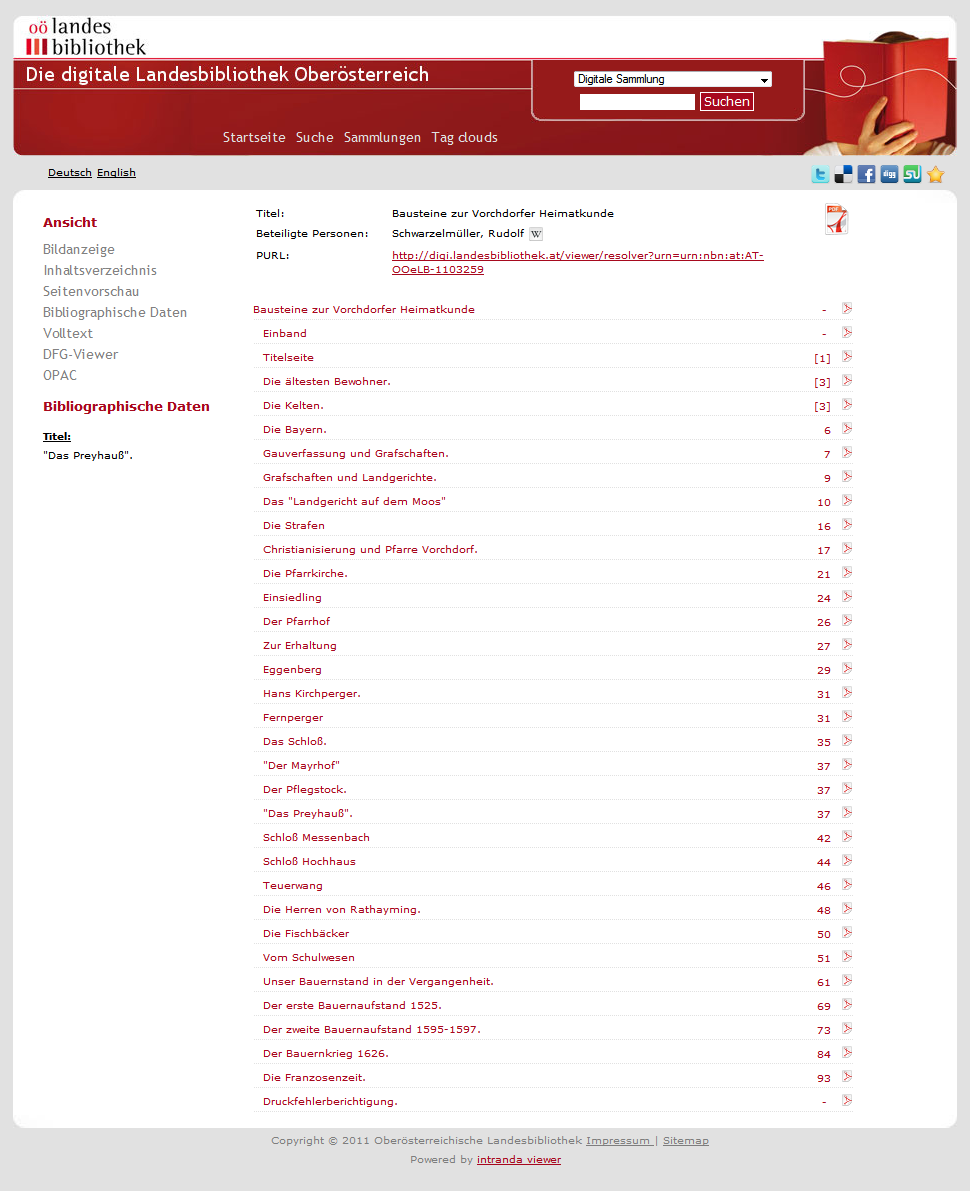 oö landes
bibliothek
Die digitale Landesbibliothek Oberösterreich
Digitale Sammlung
Suchen
Startseite Suche Sammlungen Tag clouds
Deutsch English
Ansicht
Bildanzeige
Inhaltsverzeichnis
Seitenvorschau
Bibliographische Daten
Volltext
DFG-Viewer
OPAC
Bibliographische Daten
Titel:
"Das Preyhauß".
Titel: Bausteine zur Vorchdorfer Heimatkunde
Beteiligte Personen: Schwarzelmüller, Rudolf W
PURL: http://digi.landesbibliothek.at/viewer/resolver?urn=urn:nbn:at:AT-
OOeLB-1103259
Bausteine zur Vorchdorfer Heimatkunde -
Einband -
Titelseite [1]
Die ältesten Bewohner. [3]
Die Kelten. [3]
Die Bayern. 6
Gauverfassung und Grafschaften. 7
Grafschaften und Landgerichte. 9
Das "Landgericht auf dem Moos" 10
Die Strafen 16
Christianisierung und Pfarre Vorchdorf. 17
Die Pfarrkirche. 21
Einsiedling 24
Der Pfarrhof 26
Zur Erhaltung 27
Eggenberg 29
Hans Kirchperger. 31
Fernperger 31
Das Schloß. 35
"Der Mayrhof" 37
Der Pflegstock. 37
"Das Preyhauß". 37
Schloß Messenbach 42
Schloß Hochhaus 44
Teuerwang 46
Die Herren von Rathayming. 48
Die Fischbäcker 50
Vom Schulwesen 51
Unser Bauernstand in der Vergangenheit. 61
Der erste Bauernaufstand 1525. 69
Der zweite Bauernaufstand 1595-1597. 73
Der Bauernkrieg 1626. 84
Die Franzosenzeit. 93
Druckfehlerberichtigung. -
Copyright © 2011 Oberösterreichische Landesbibliothek Impressum | Sitemap
Powered by intranda viewer